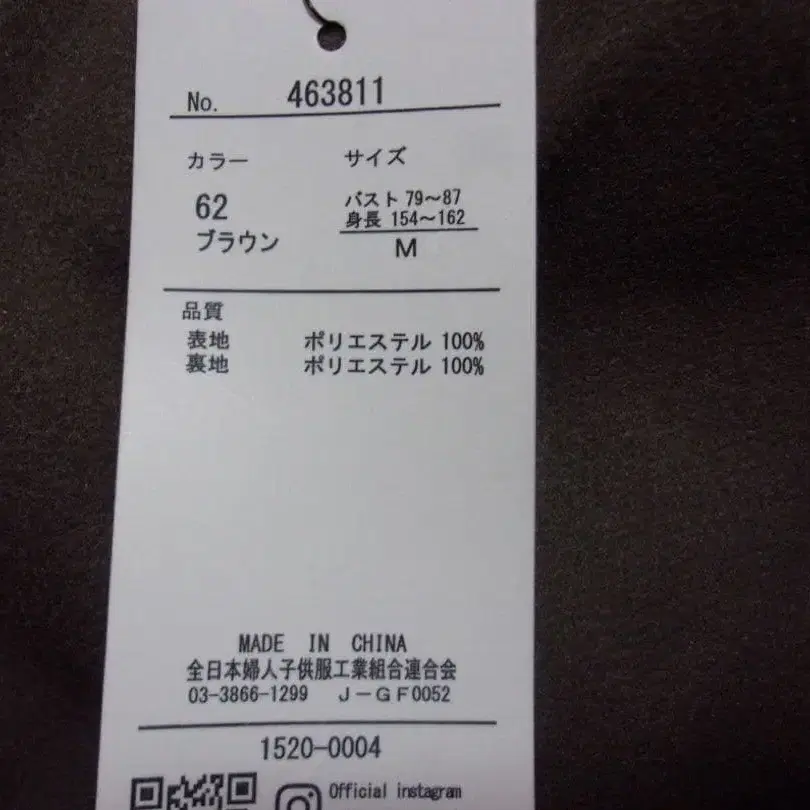 No. 463811
カラー サイズ
62 バスト 79～87
身長 154～162
ブラウン M
品質
表地 ポリエステル 100%
裏地 ポリエステル 100%
MADE IN CHINA
全日本婦人子供服工業組合連合会
03-3866-1299 J－GF0052
1520-0004
Official instagram